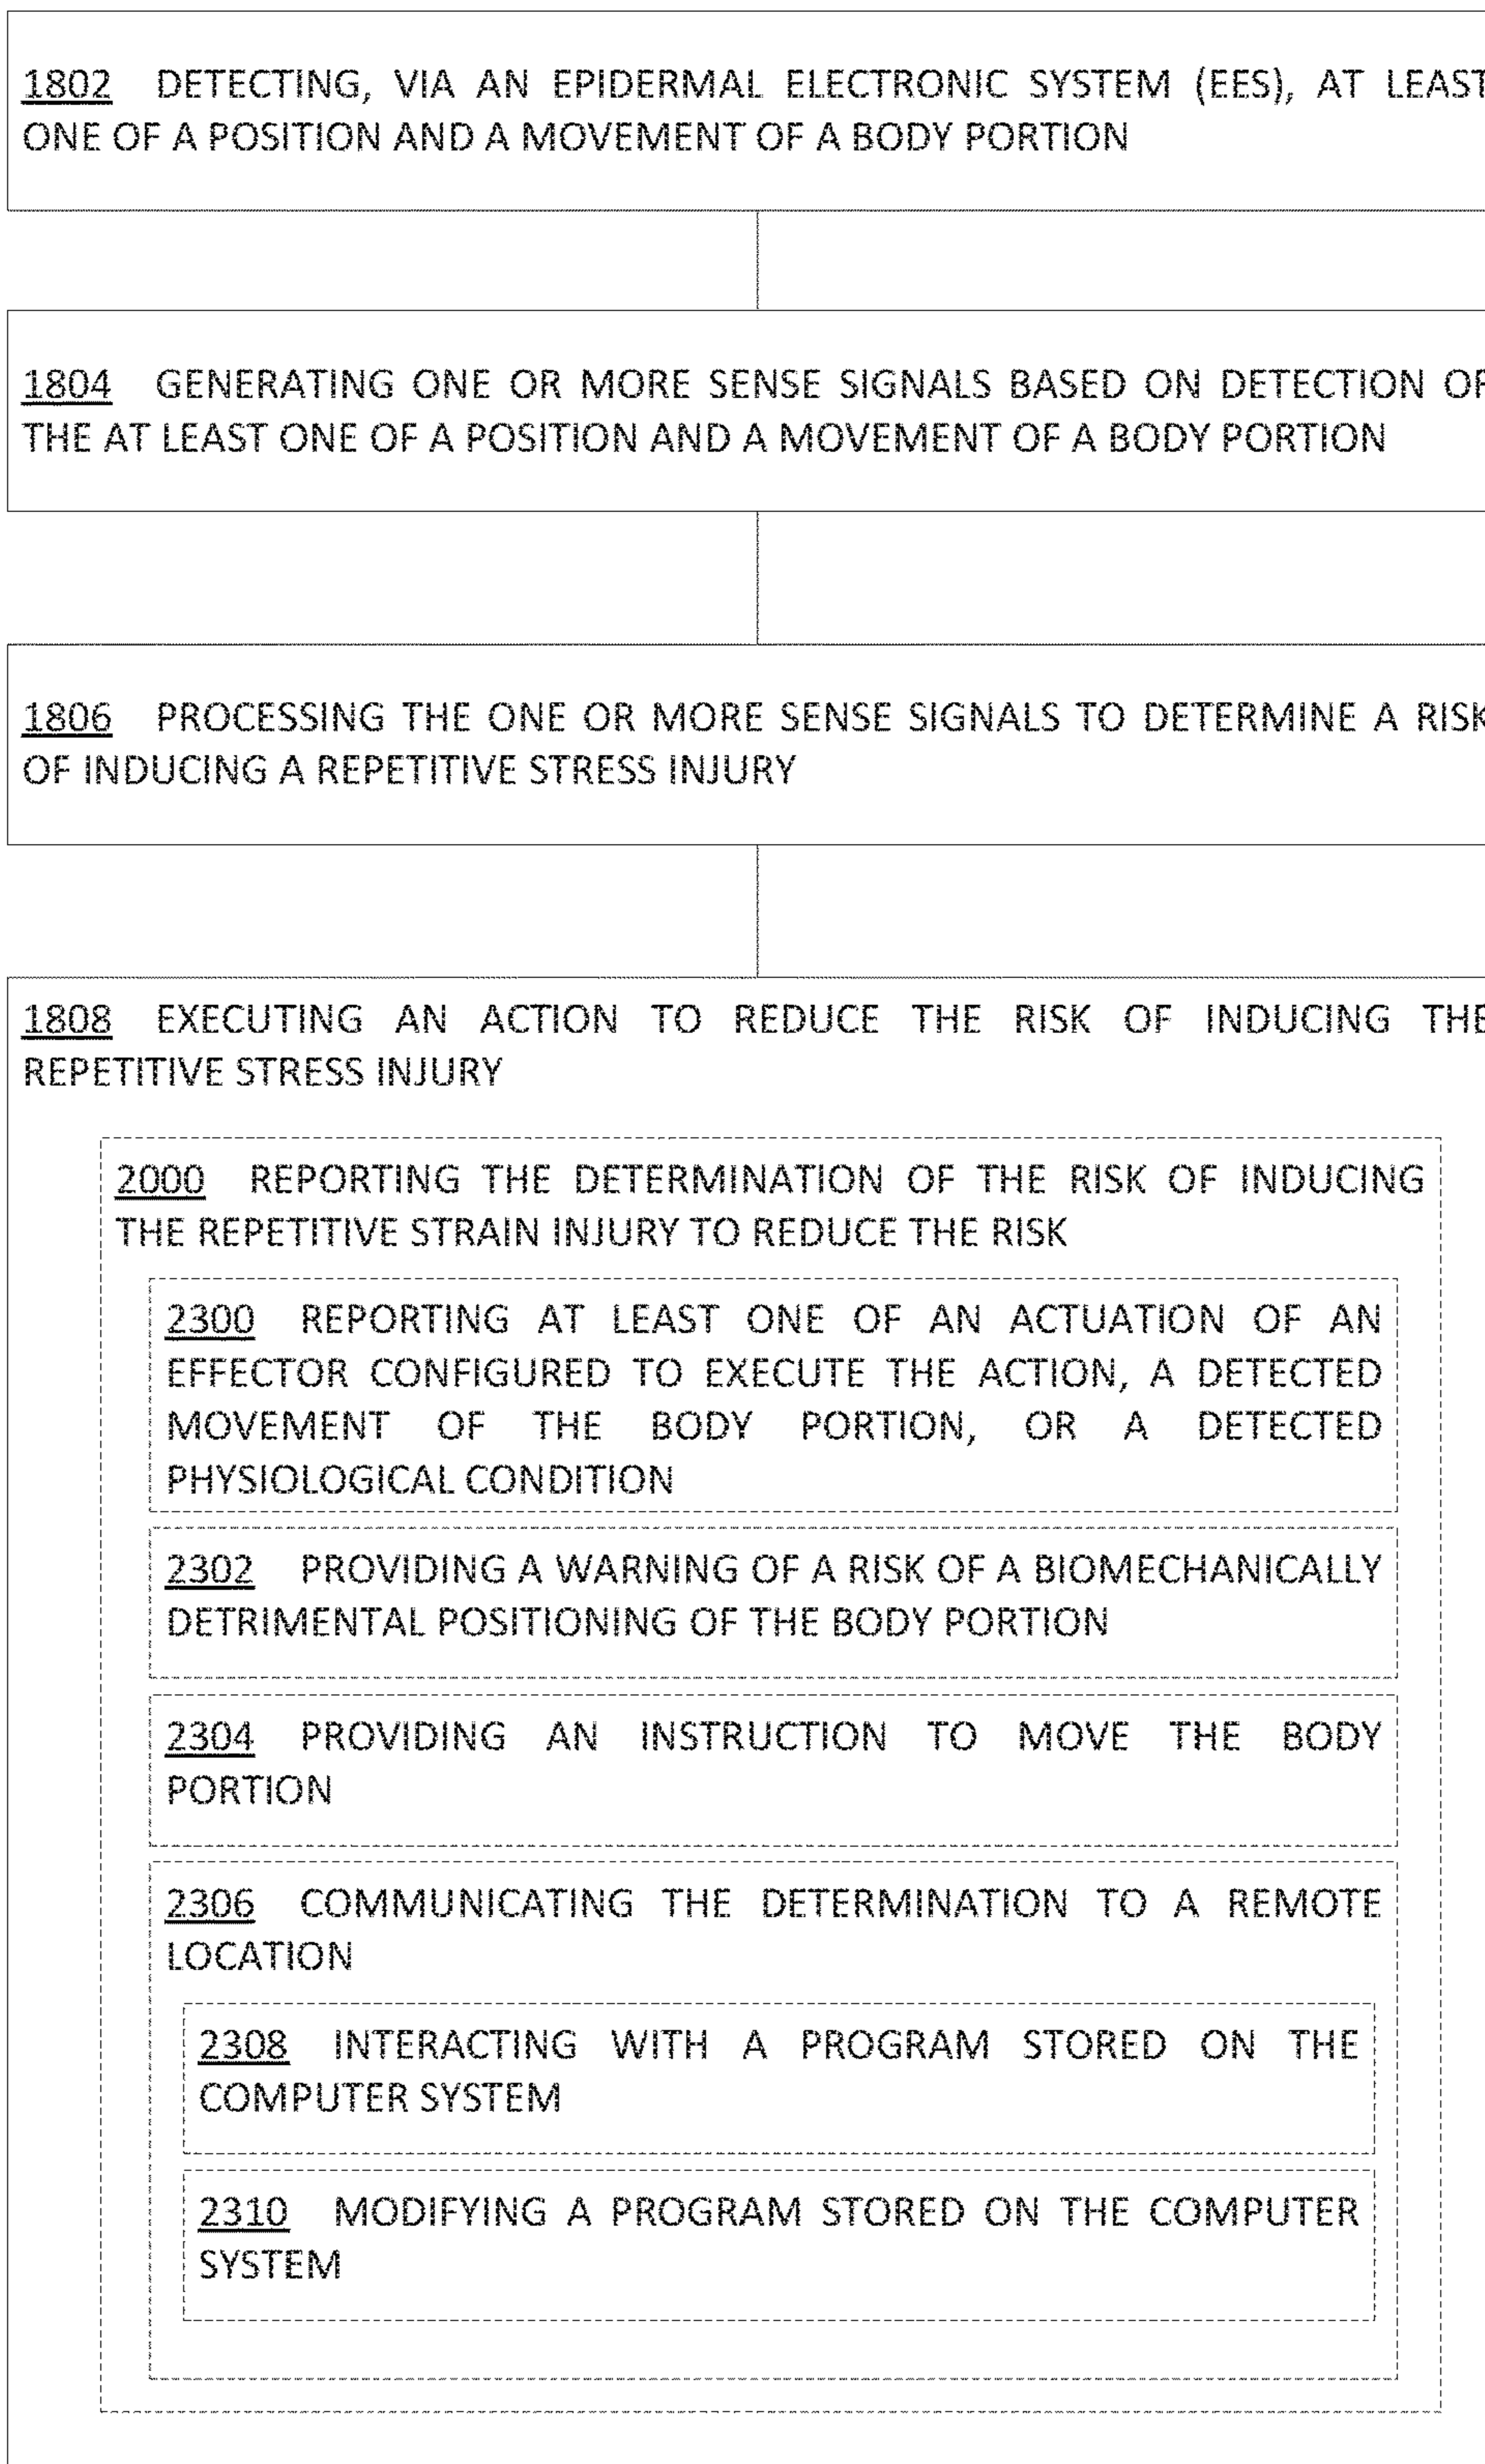 1802 DETECTING, VIA AN EPIDERMAL ELECTRONIC SYSTEM (EES), AT LEAST
ONE OF A POSITION AND A MOVEMENT OF A BODY PORTION
1804 GENERATING ONE OR MORE SENSE SIGNALS BASED ON DETECTION OF
THE AT LEAST ONE OF A POSITION AND A MOVEMENT OF A BODY PORTION
1806 PROCESSING THE ONE OR MORE SENSE SIGNALS TO DETERMINE A RISK
OF INDUCING A REPETITIVE STRESS INJURY
1808 EXECUTING AN ACTION TO REDUCE THE RISK OF INDUCING THE
REPETITIVE STRESS INJURY
2000 REPORTING THE DETERMINATION OF THE RISK OF INDUCING
THE REPETITIVE STRAIN INJURY TO REDUCE THE RISK
2300 REPORTING AT LEAST ONE OF AN ACTUATION OF AN
EFFECTOR CONFIGURED TO EXECUTE THE ACTION, A DETECTED
MOVEMENT OF THE BODY PORTION, OR A DETECTED
PHYSIOLOGICAL CONDITION
2302 PROVIDING A WARNING OF A RISK OF A BIOMECHANICALLY
DETRIMENTAL POSITIONING OF THE BODY PORTION
2304 PROVIDING AN INSTRUCTION TO MOVE THE BODY
PORTION
2306 COMMUNICATING THE DETERMINATION TO A REMOTE
LOCATION
2308 INTERACTING WITH A PROGRAM STORED ON THE
COMPUTER SYSTEM
2310 MODIFYING A PROGRAM STORED ON THE COMPUTER
SYSTEM